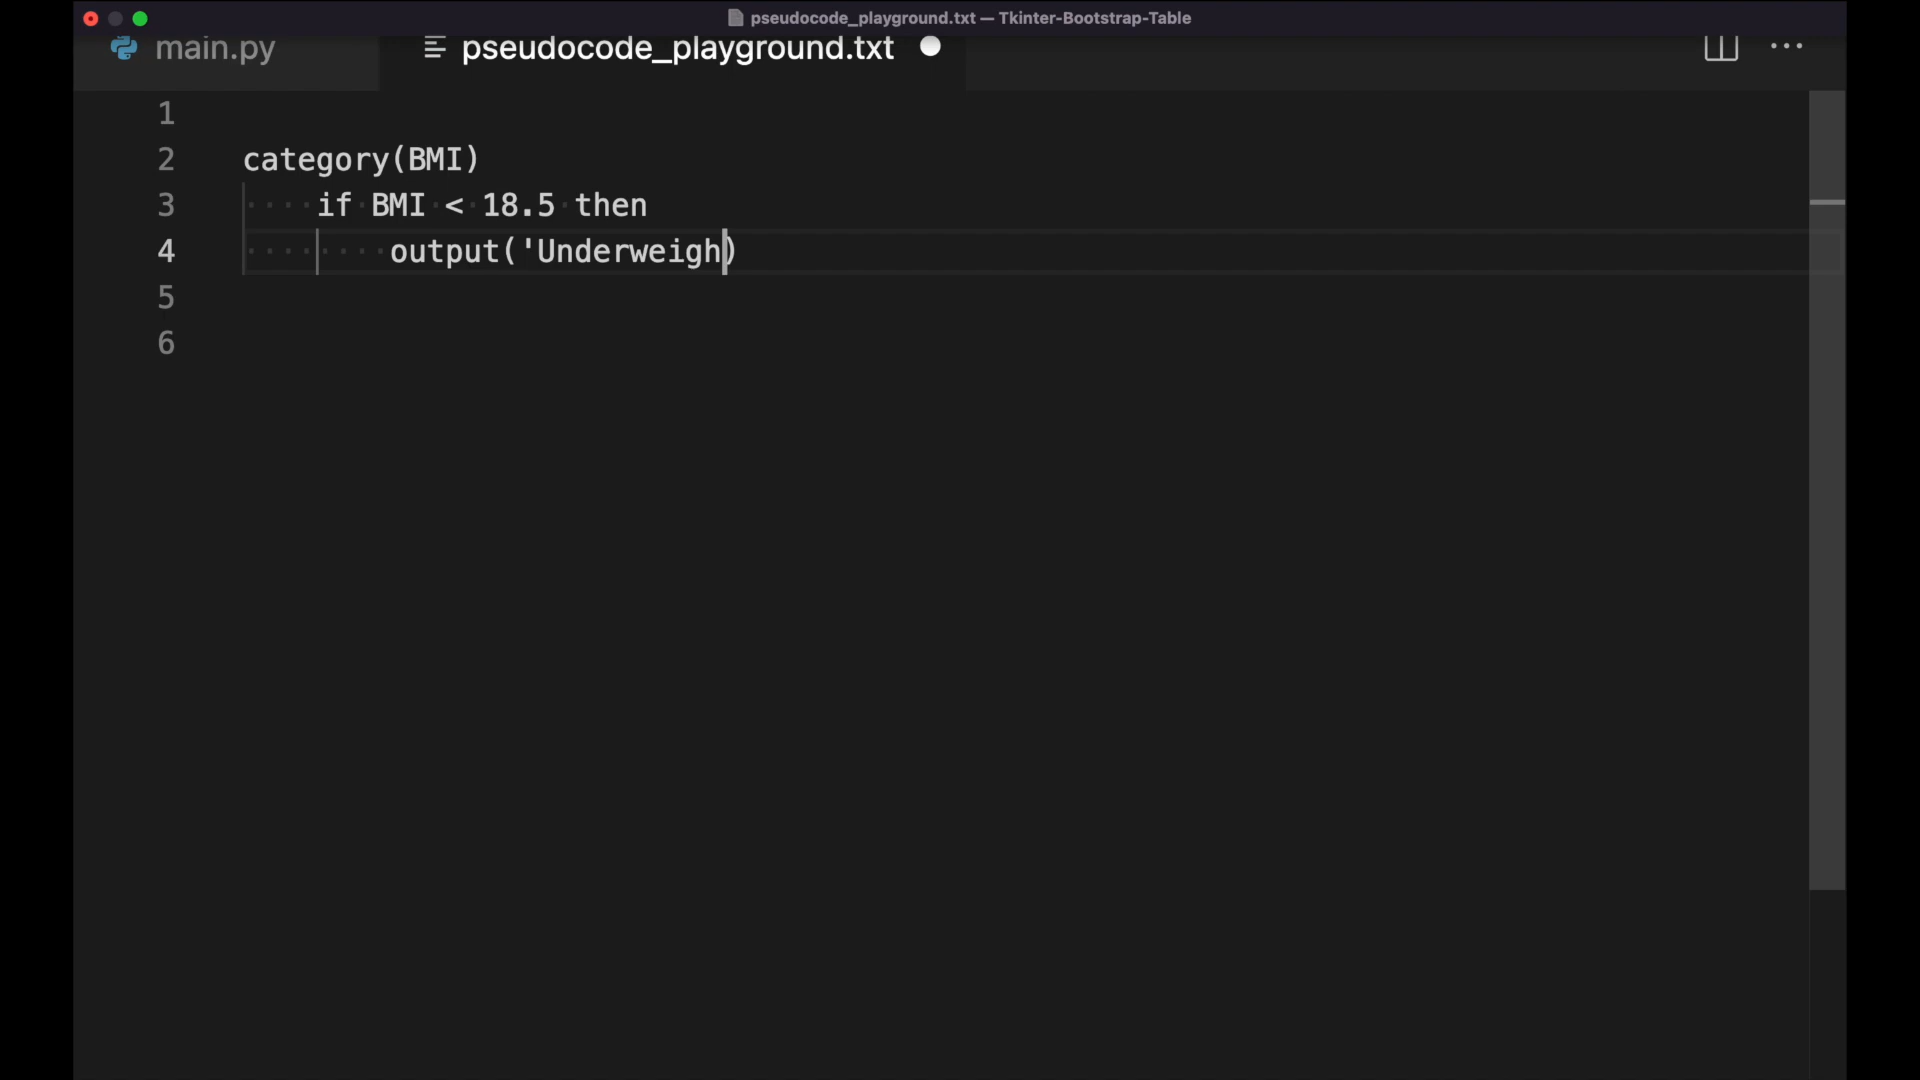 pseudocode_playground.txt — Tkinter-Bootstrap-Table
main.py
pseudocode_playground.txt
1
2 category(BMI)
3 if BMI < 18.5 then
4 output('Underweigh)
5
6